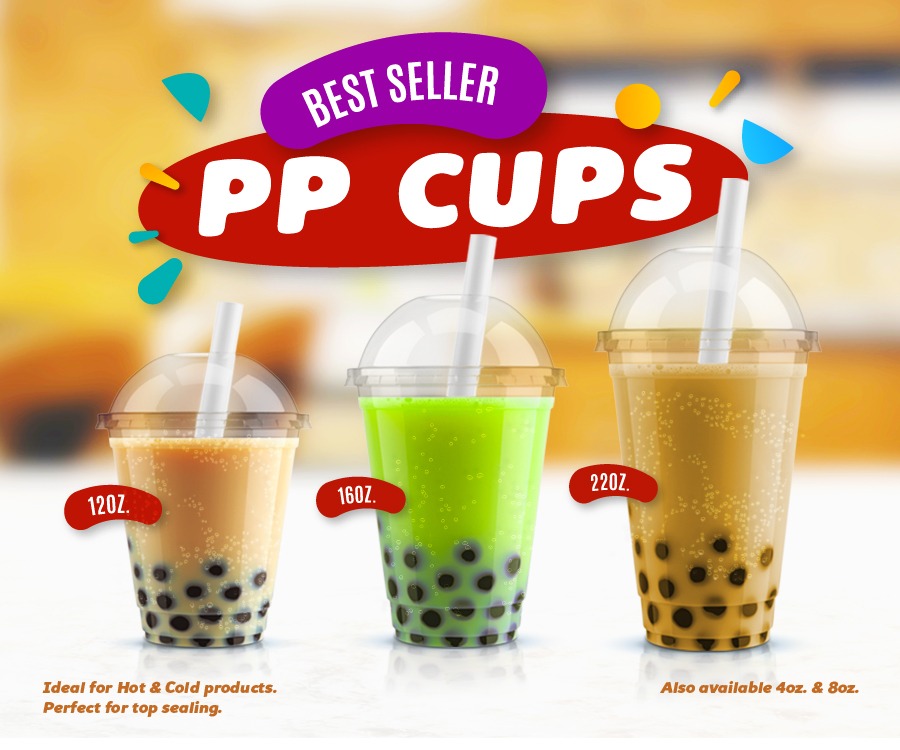 BEST SELLER
PP CUPS
12OZ.
16OZ.
22OZ.
Ideal for Hot & Cold products.
Perfect for top sealing.
Also available 4oz. & 8oz.